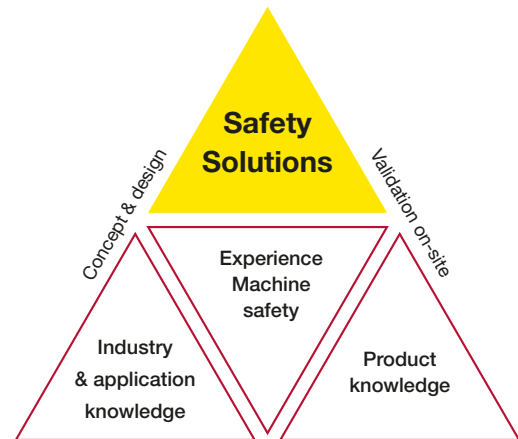 Safety
Solutions
Concept & design
Validation on-site
Experience
Machine
safety
Industry
& application
knowledge
Product
knowledge